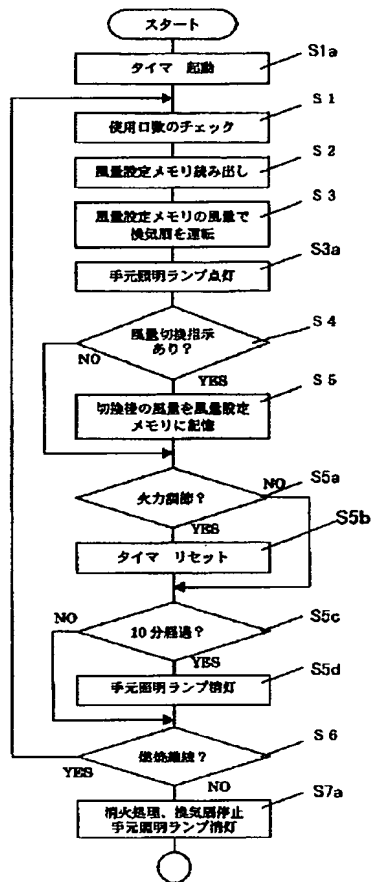 スタート
タイマ 起動
S1a
使用口数のチェック
S 1
風量設定メモリ読み出し
S 2
風量設定メモリの風量で
換気扇を運転
S 3
手元照明ランプ点灯
S3a
風量切換指示
あり?
S 4
NO
YES
切換後の風量を風量設定
メモリに記憶
S 5
火力調節?
NO
S5a
YES
タイマ リセット
S5b
10分経過?
S5c
NO
YES
手元照明ランプ消灯
S5d
燃焼継続?
S 6
YES
NO
消火処理、換気扇停止
手元照明ランプ消灯
S7a